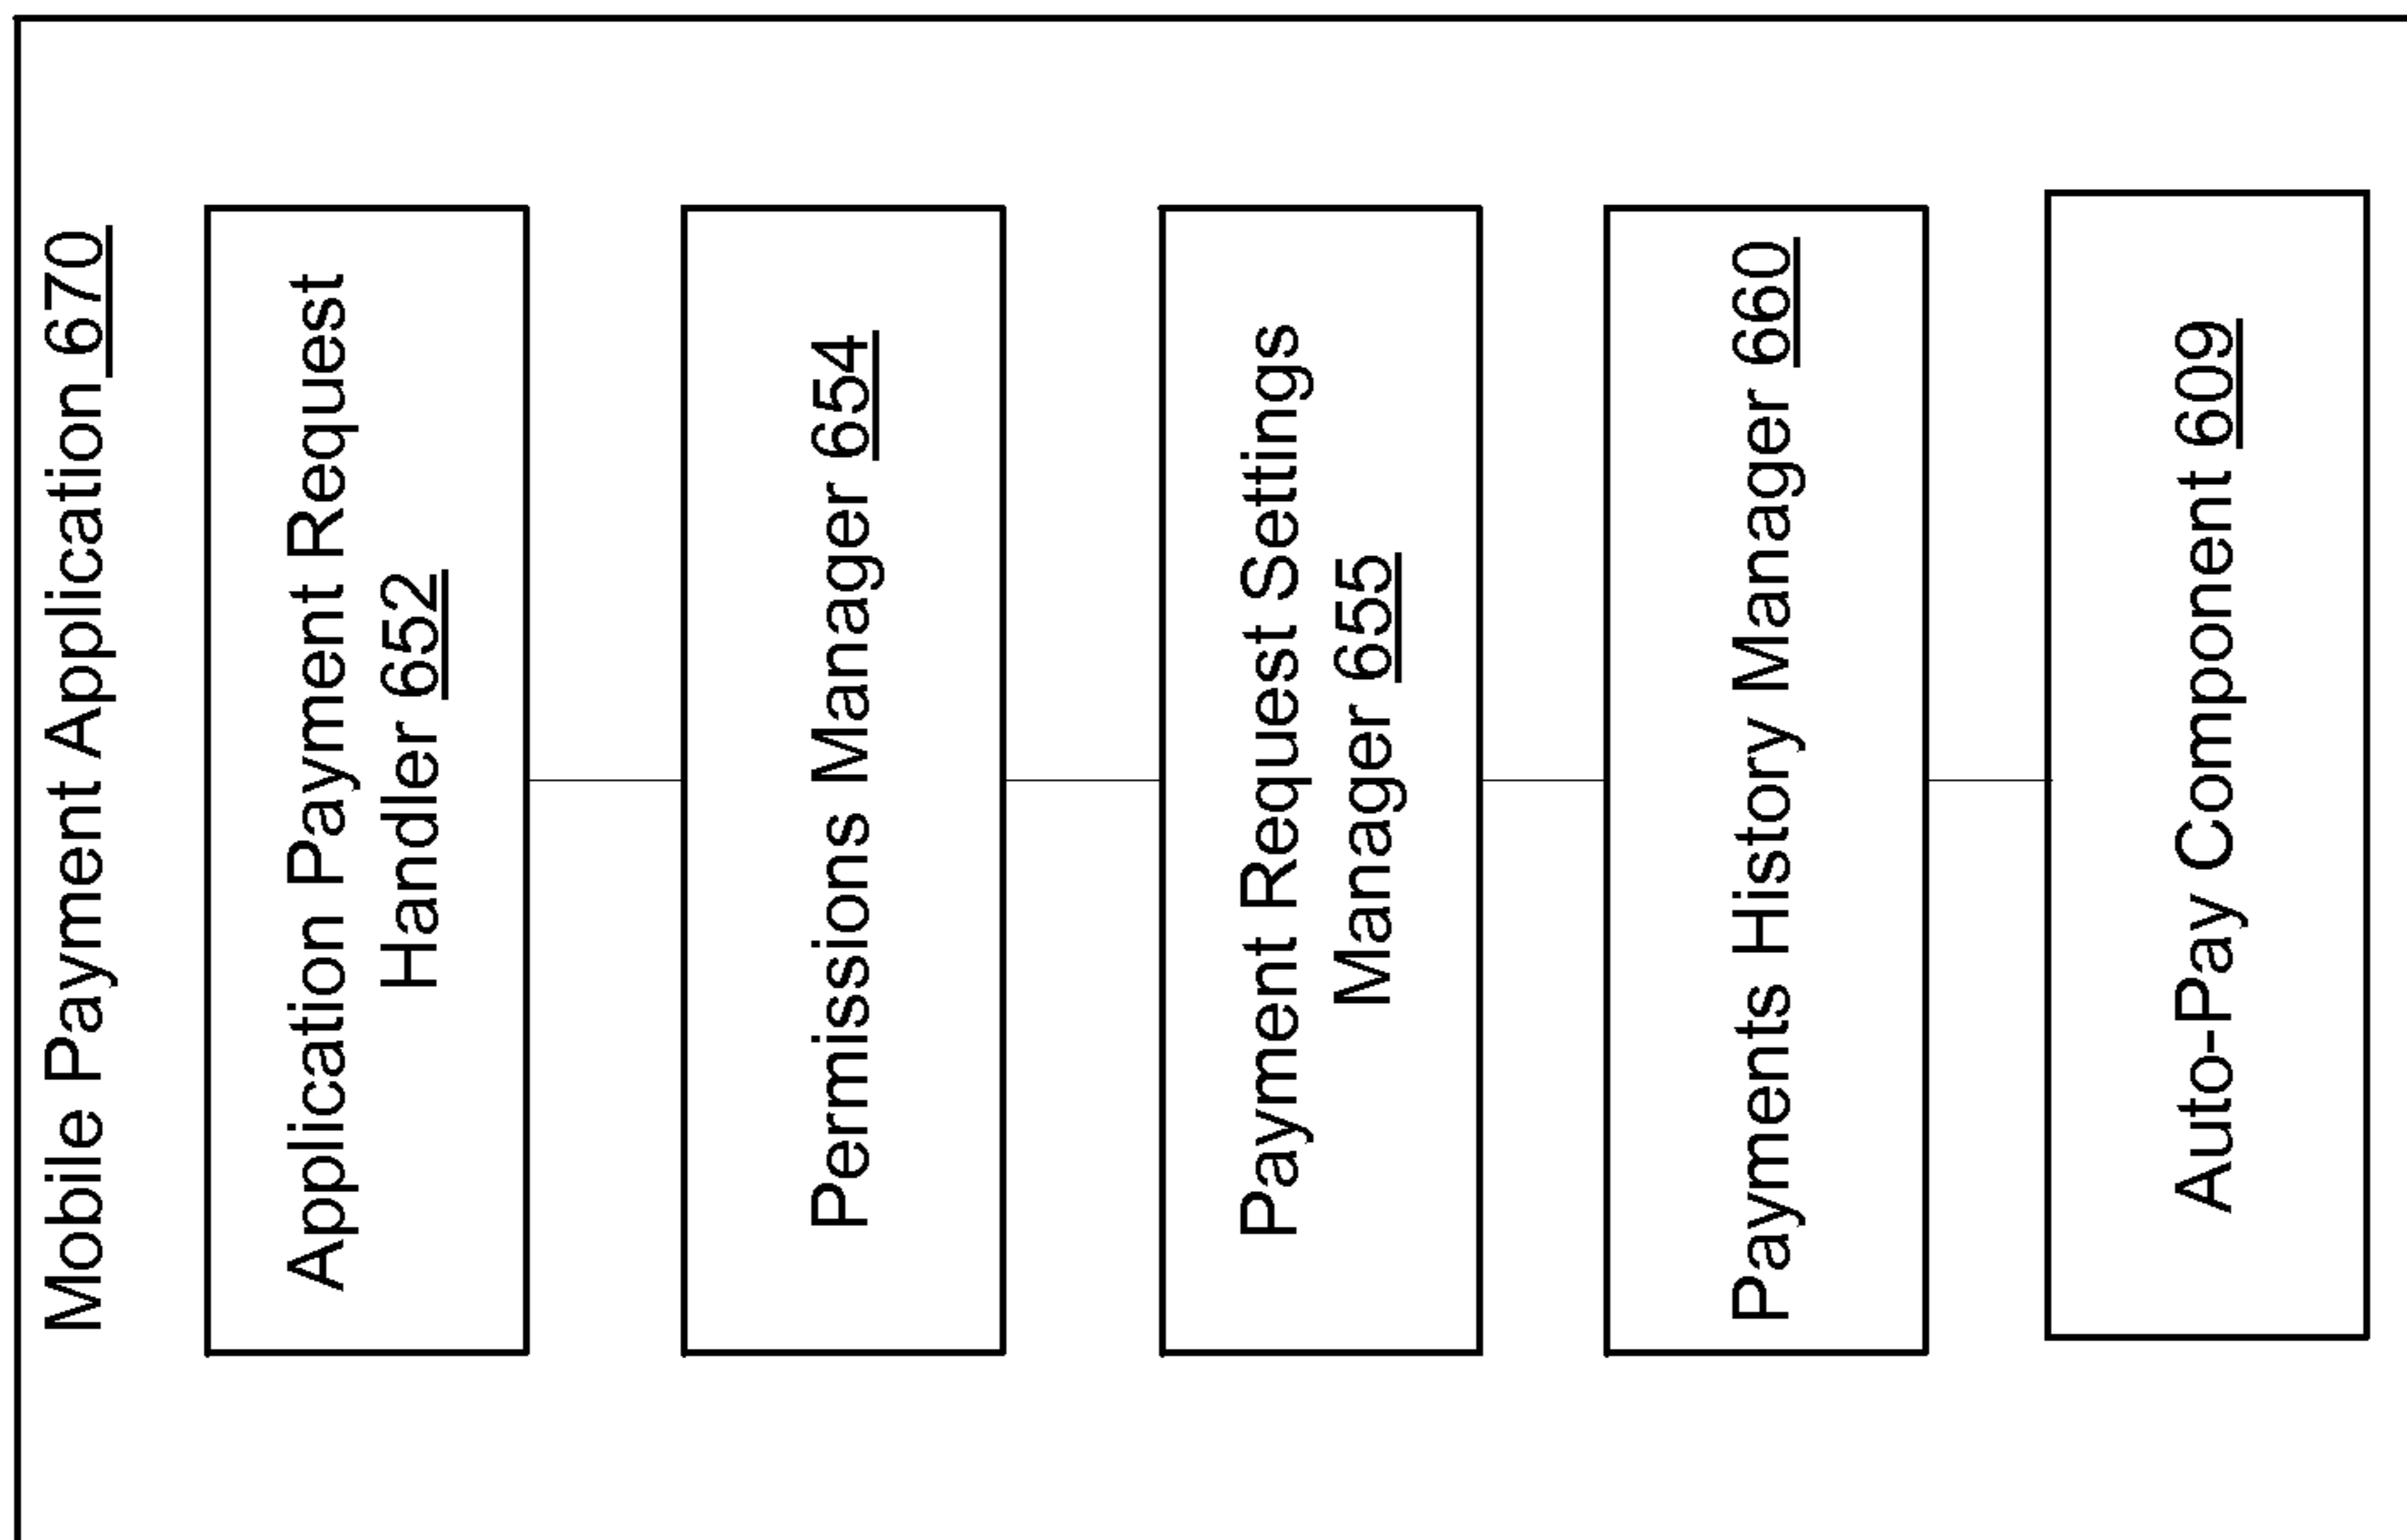 Mobile Payment Application 670
Application Payment Request
Handler 652
Permissions Manager 654
Payment Request Settings
Manager 655
Payments History Manager 660
Auto-Pay Component 609